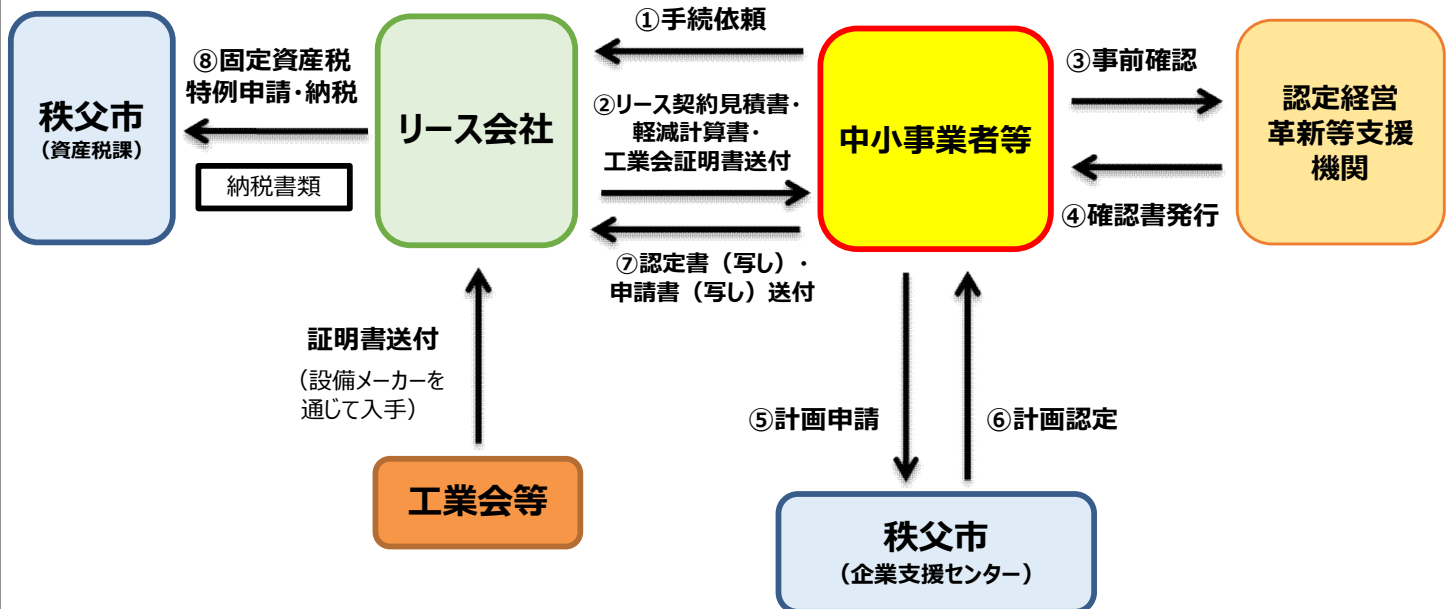 ①手続依頼
⑧固定資産税
特例申請・納税
③事前確認
秩父市
（資産税課）
リース会社
②リース契約見積書・
軽減計算書・
工業会証明書送付
中小事業者等
認定経営
革新等支援
機関
納税書類
④確認書発行
⑦認定書（写し）・
申請書（写し）送付
証明書送付
（設備メーカーを
通じて入手）
⑤計画申請
⑥計画認定
工業会等
秩父市
（企業支援センター）